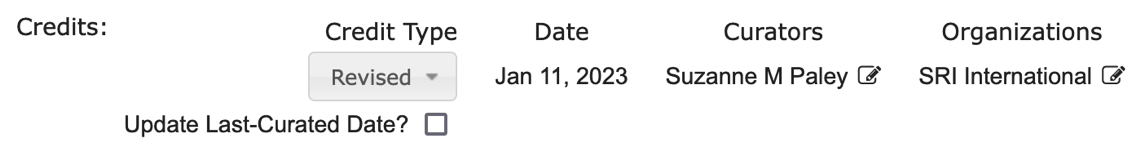 Credits:
Credit Type Date Curators Organizations
Revised Jan 11, 2023 Suzanne M Paley SRI International
Update Last-Curated Date?